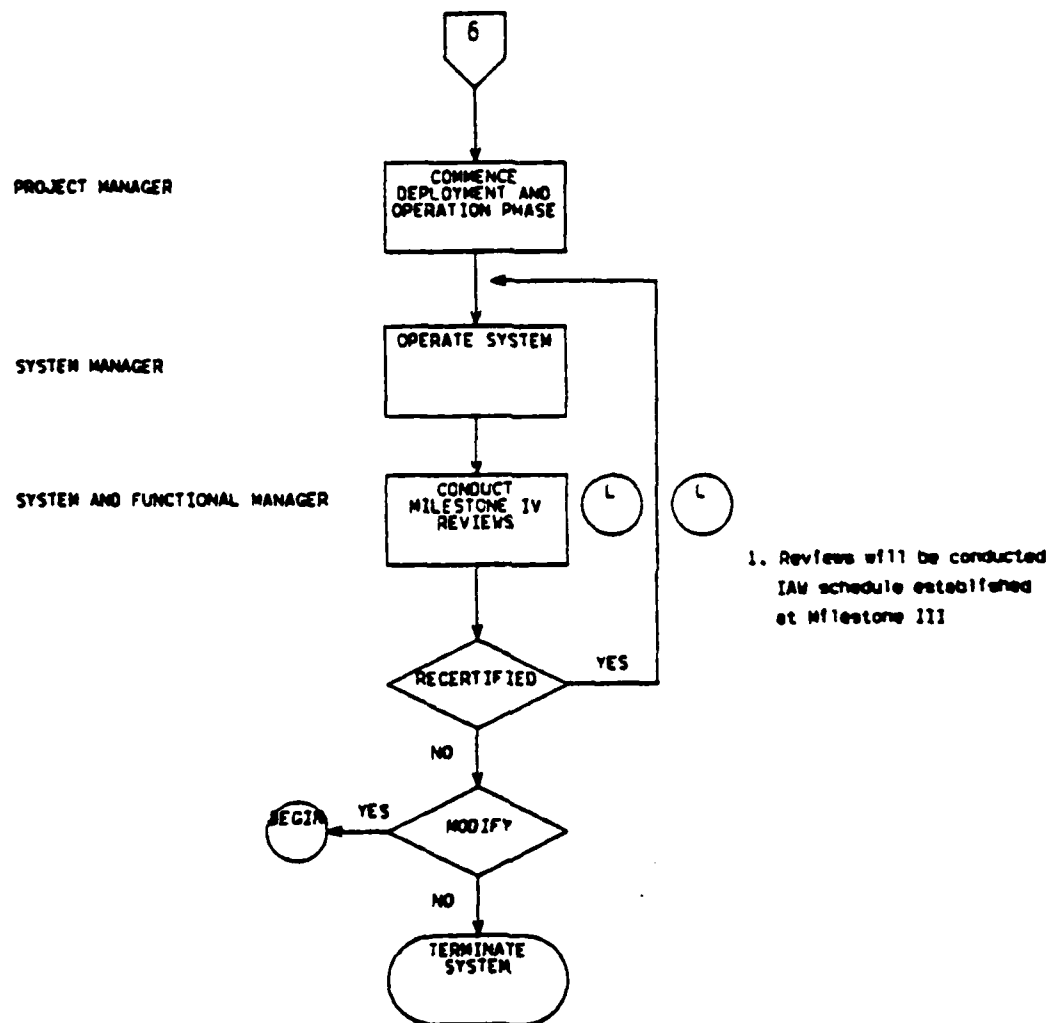 6
PROJECT MANAGER
COMMENCE
DEPLOYMENT AND
OPERATION PHASE
SYSTEM MANAGER
OPERATE SYSTEM
SYSTEM AND FUNCTIONAL MANAGER
CONDUCT
MILESTONE IV
REVIEWS
L
L
1. Reviews will be conducted
IAW schedule established
at Milestone III
RECERTIFIED
YES
NO
BEGIN
YES
MODIFY
NO
TERMINATE
SYSTEM